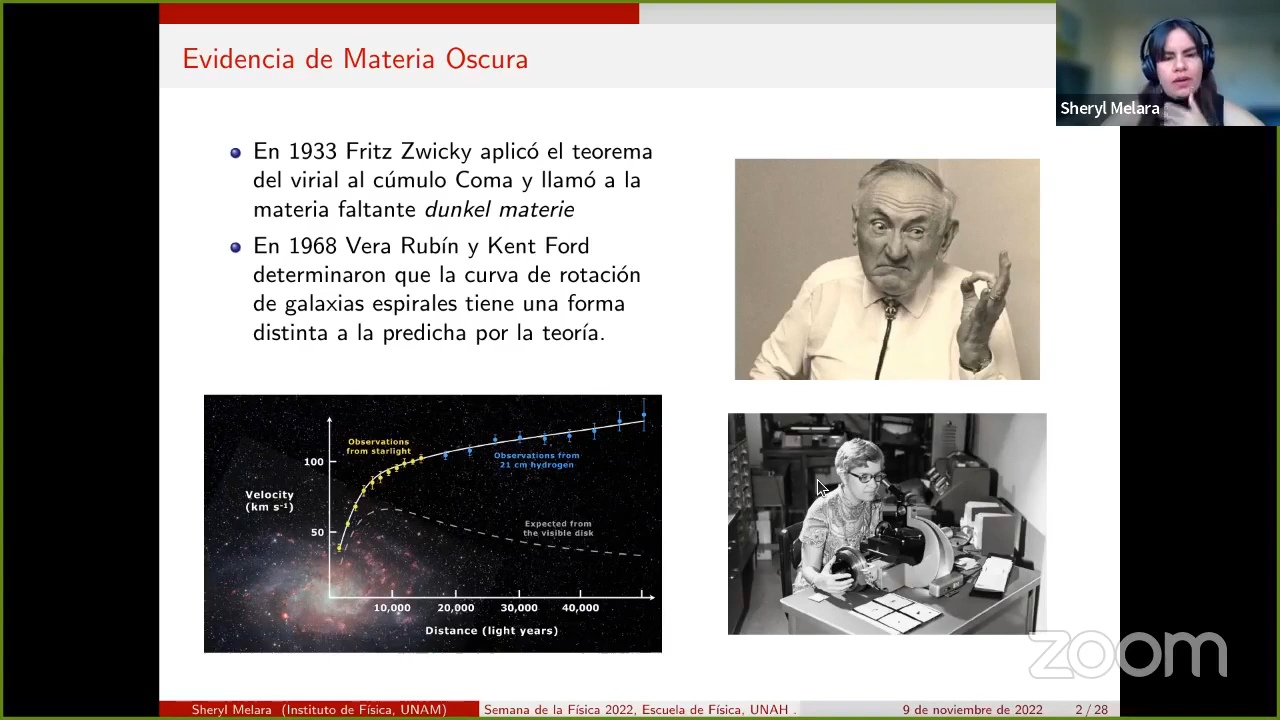 Evidencia de Materia Oscura
Sheryl Melara
En 1933 Fritz Zwicky aplicó el teorema
del virial al cúmulo Coma y llamó a la
materia faltante dunkel materie
En 1968 Vera Rubín y Kent Ford
determinaron que la curva de rotación
de galaxias espirales tiene una forma
distinta a la predicha por la teoría.
Observations
from starlight
Observations from
21 cm hydrogen
100
Velocity
(km s-1)
50
Expected from
the visible disk
10,000 20,000 30,000 40,000
Distance (light years)
zoom
Sheryl Melara (Instituto de Física, UNAM) Semana de la Física 2022, Escuela de Física, UNAH . 9 de noviembre de 2022 2 / 28